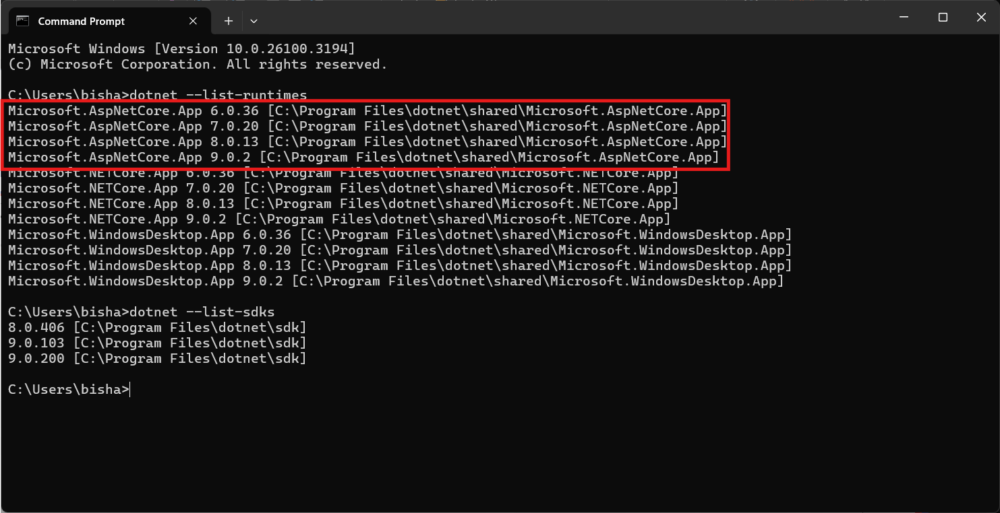 Command Prompt
Microsoft Windows [Version 10.0.26100.3194]
(c) Microsoft Corporation. All rights reserved.
C:\Users\bisha>dotnet --list-runtimes
Microsoft.AspNetCore.App 6.0.36 [C:\Program Files\dotnet\shared\Microsoft.AspNetCore.App]
Microsoft.AspNetCore.App 7.0.20 [C:\Program Files\dotnet\shared\Microsoft.AspNetCore.App]
Microsoft.AspNetCore.App 8.0.13 [C:\Program Files\dotnet\shared\Microsoft.AspNetCore.App]
Microsoft.AspNetCore.App 9.0.2 [C:\Program Files\dotnet\shared\Microsoft.AspNetCore.App]
Microsoft.NETCore.App 6.0.36 [C:\Program Files\dotnet\shared\Microsoft.NETCore.App]
Microsoft.NETCore.App 7.0.20 [C:\Program Files\dotnet\shared\Microsoft.NETCore.App]
Microsoft.NETCore.App 8.0.13 [C:\Program Files\dotnet\shared\Microsoft.NETCore.App]
Microsoft.NETCore.App 9.0.2 [C:\Program Files\dotnet\shared\Microsoft.NETCore.App]
Microsoft.WindowsDesktop.App 6.0.36 [C:\Program Files\dotnet\shared\Microsoft.WindowsDesktop.App]
Microsoft.WindowsDesktop.App 7.0.20 [C:\Program Files\dotnet\shared\Microsoft.WindowsDesktop.App]
Microsoft.WindowsDesktop.App 8.0.13 [C:\Program Files\dotnet\shared\Microsoft.WindowsDesktop.App]
Microsoft.WindowsDesktop.App 9.0.2 [C:\Program Files\dotnet\shared\Microsoft.WindowsDesktop.App]
C:\Users\bisha>dotnet --list-sdks
8.0.406 [C:\Program Files\dotnet\sdk]
9.0.103 [C:\Program Files\dotnet\sdk]
9.0.200 [C:\Program Files\dotnet\sdk]
C:\Users\bisha>